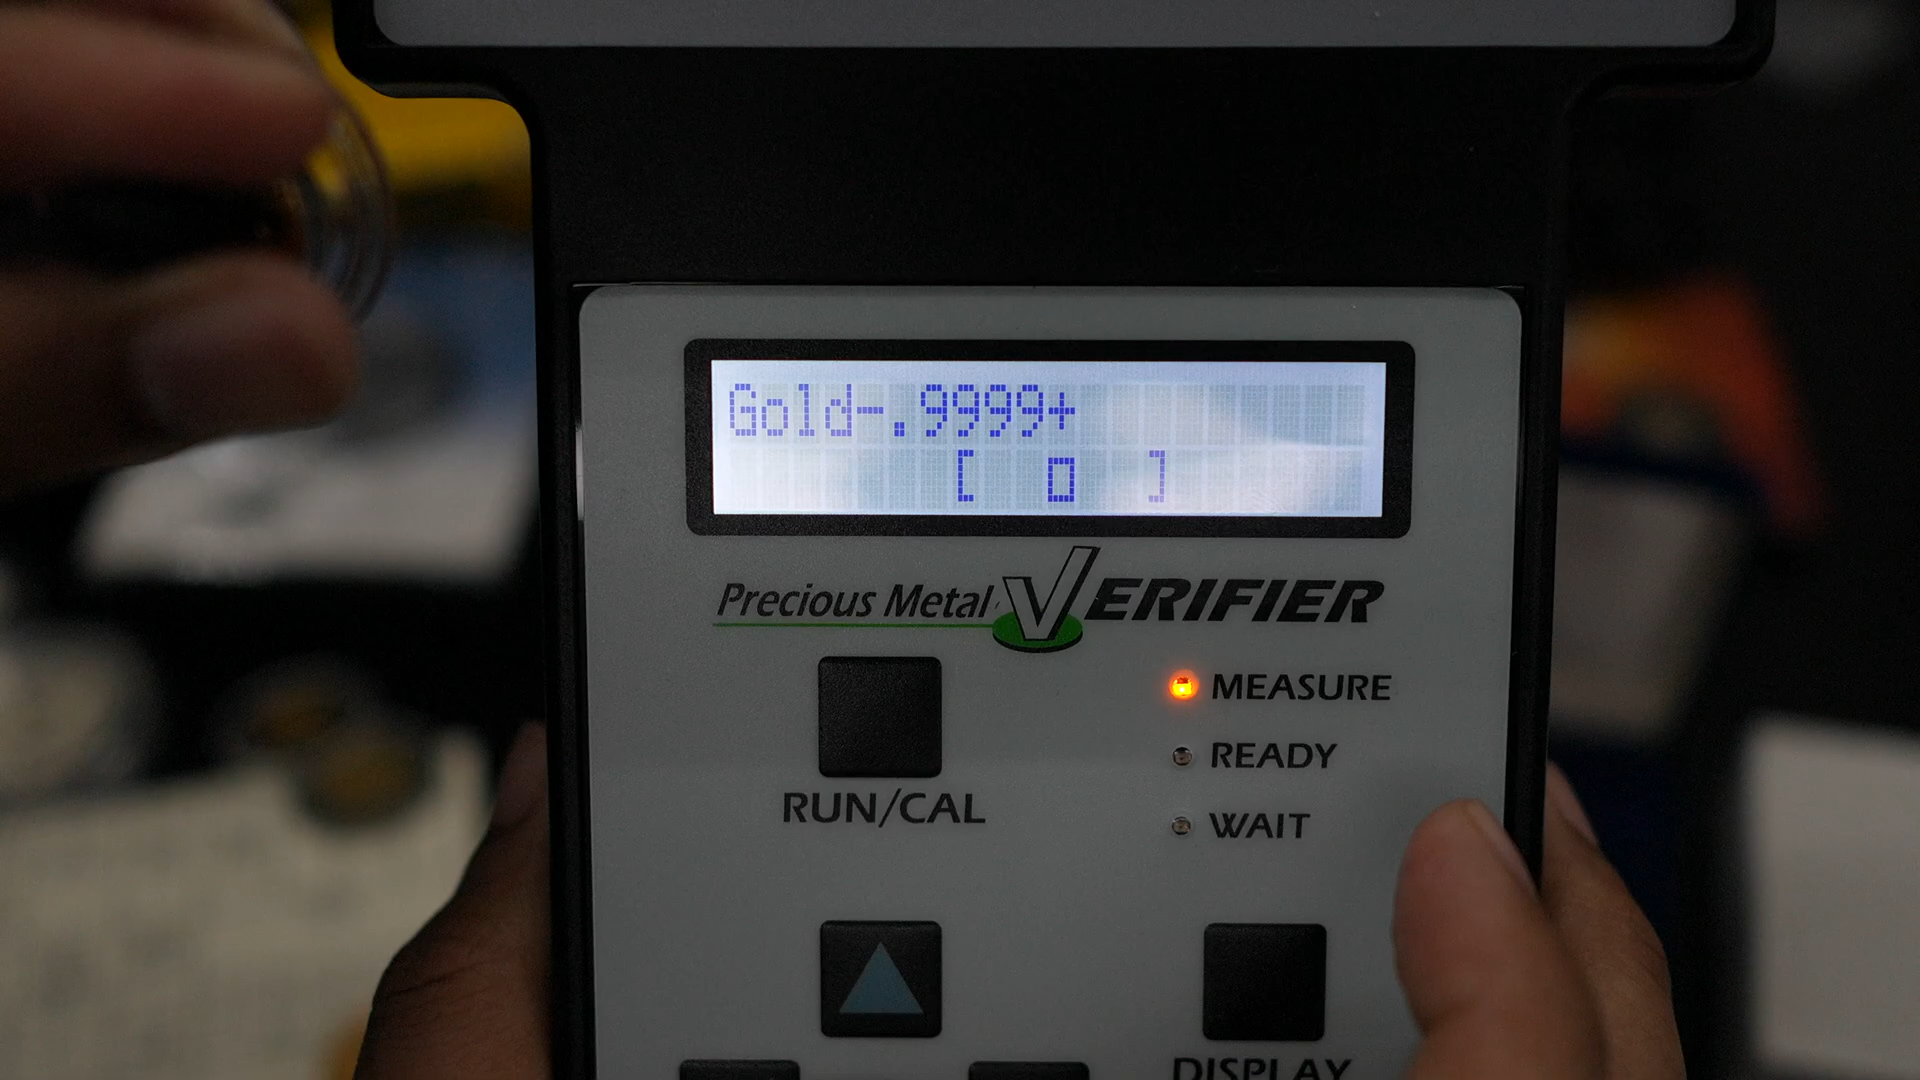 Gold-.9999+
[ 0 ]
Precious Metal VERIFIER
MEASURE
READY
RUN/CAL
WAIT
DISPLAY